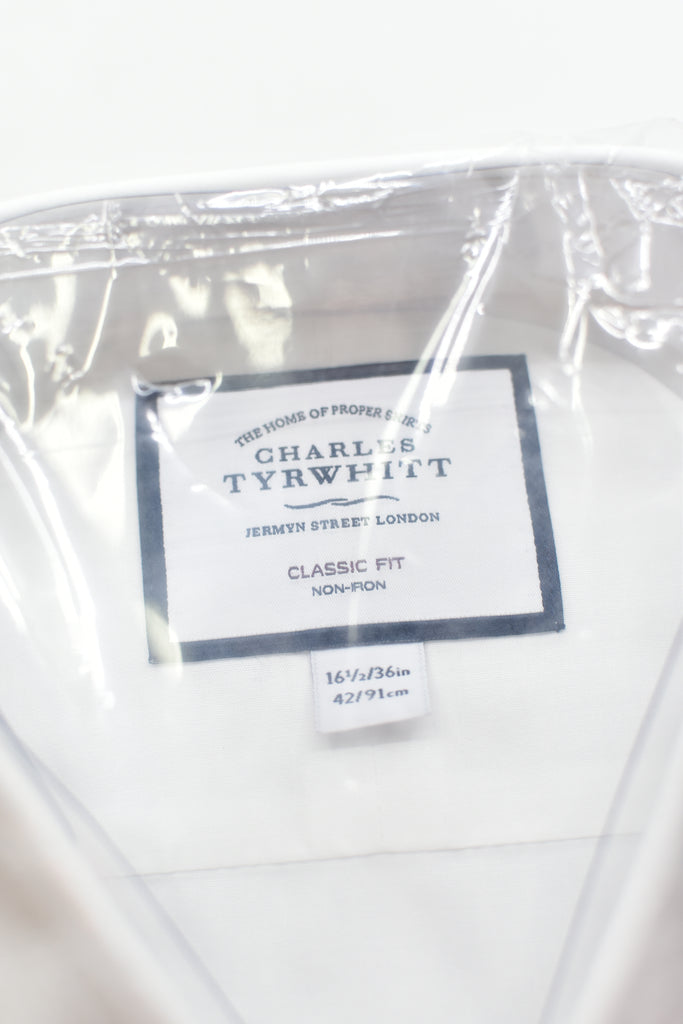 THE HOME OF PROPER SHIRTS
CHARLES
TYRWHITT
JERMYN STREET LONDON
CLASSIC FIT
NON-IRON
16½/36in
42/91cm